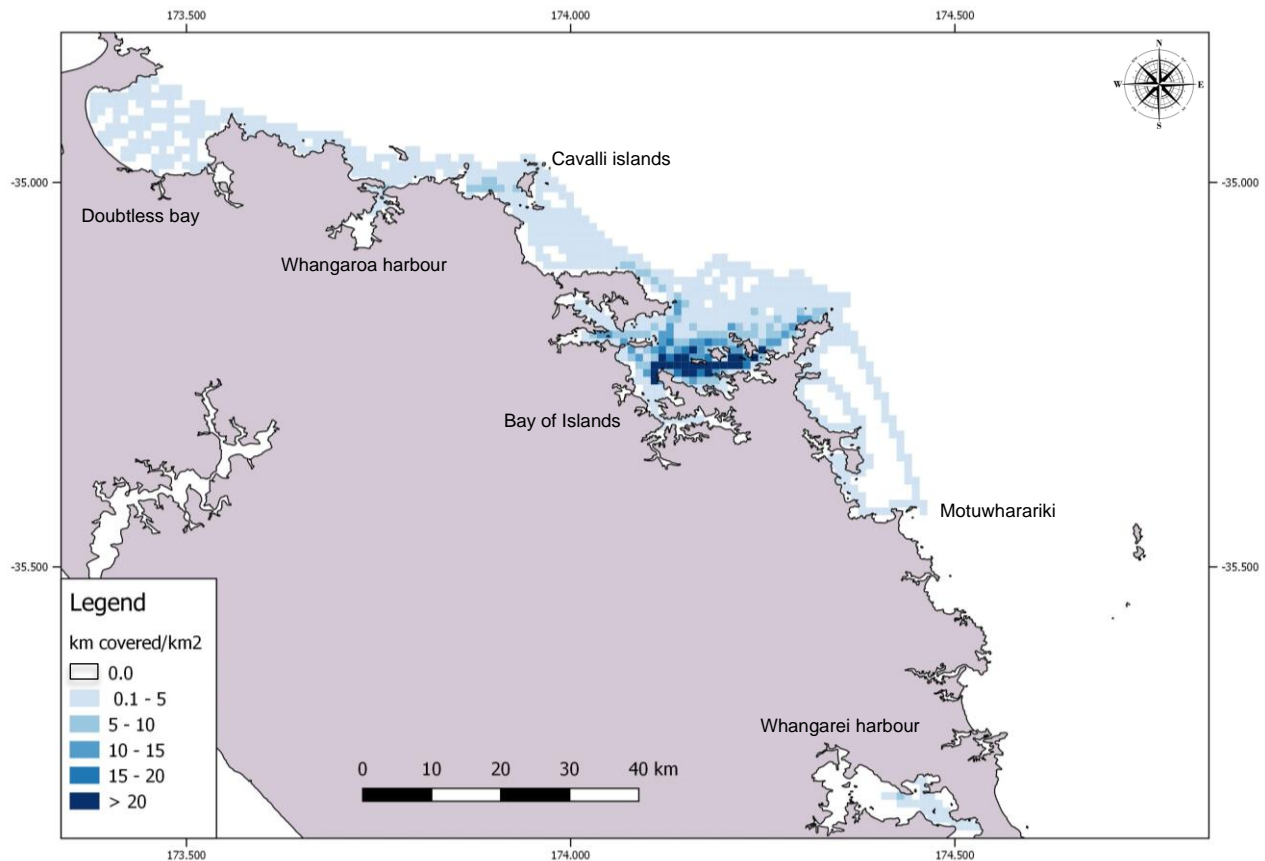 173.500 174.000 174.500
N
W E
S
Cavalli islands
-35.000 -35.000
Doubtless bay
Whangaroa harbour
Bay of Islands
Motuwharariki
-35.500 -35.500
Legend
km covered/km2
0.0
0.1 - 5
5 - 10
10 - 15
15 - 20
> 20
Whangarei harbour
0 10 20 30 40 km
173.500 174.000 174.500